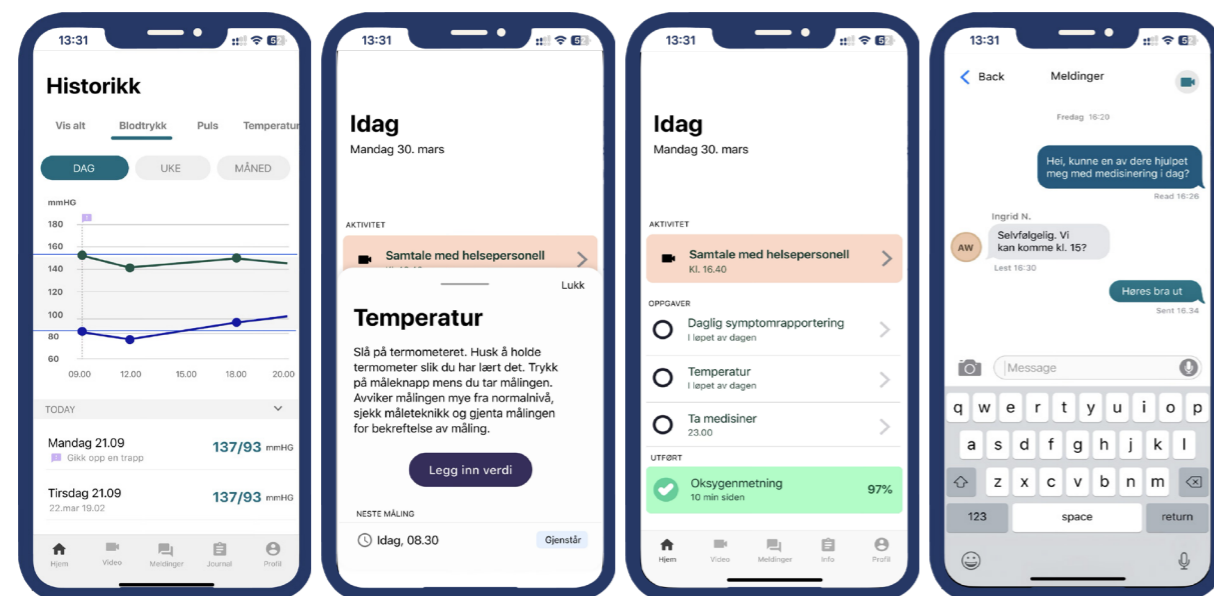 13:31
Historikk
Vis alt Blodtrykk Puls Temperatur
DAG UKE MÅNED
mmHG
180
160
140
120
100
80
60
09.00 12.00 15.00 18.00 20.00
TODAY
Mandag 21.09 137/93 mmHG
Gikk opp en trapp
Tirsdag 21.09 137/93 mmHG
22.mar 19.02
Hjem Video Meldinger Journal Profil
13:31
Idag
Mandag 30. mars
AKTIVITET
Samtale med helsepersonell
Lukk
Temperatur
Slå på termometeret. Husk å holde
termometer slik du har lært det. Trykk
på måleknapp mens du tar målingen.
Avviker målingen mye fra normalnivå,
sjekk måleteknikk og gjenta målingen
for bekreftelse av måling.
Legg inn verdi
NESTE MÅLING
Idag, 08.30 Gjenstår
13:31
Idag
Mandag 30. mars
AKTIVITET
Samtale med helsepersonell
Kl. 16.40
OPPGAVER
Daglig symptomrapportering
I løpet av dagen
Temperatur
I løpet av dagen
Ta medisiner
23.00
UTFØRT
Oksygenmetning 97%
10 min siden
Hjem Video Meldinger Info Profil
13:31
Back Meldinger
Fredag 16:20
Hei, kunne en av dere hjulpet
meg med medisinering i dag?
Read 16:26
Ingrid N.
AW
Selvfølgelig. Vi
kan komme kl. 15?
Lest 16:30
Høres bra ut
Sent 16.34
Message
q w e r t y u i o p
a s d f g h j k l
z x c v b n m
123 space return